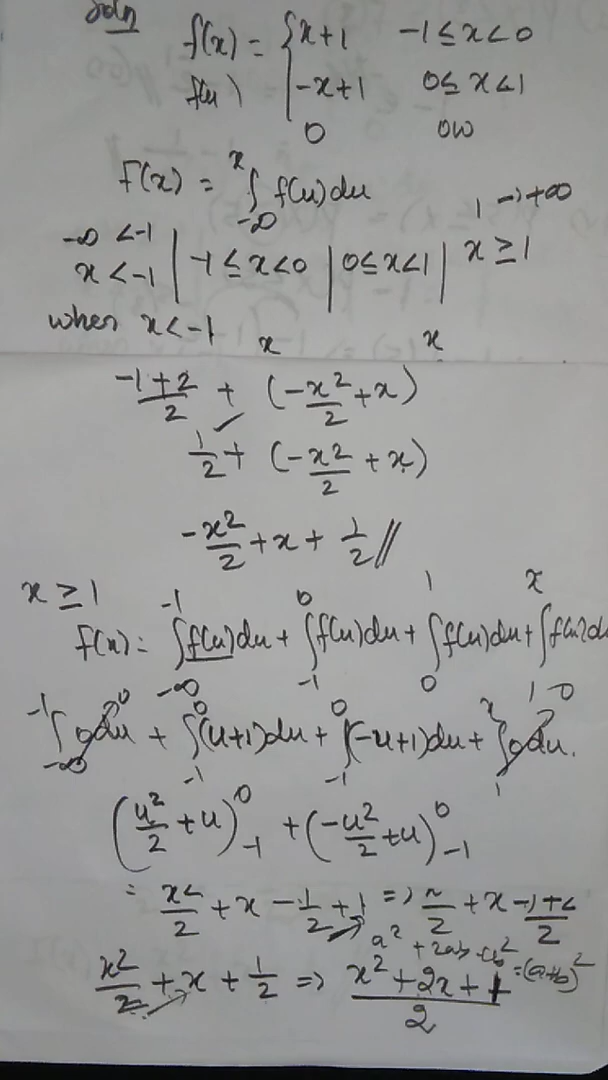 Soln
f(x) = { x+1 -1 ≤ x < 0
f(u) -x+1 0 ≤ x < 1
0 ow
F(x) = ∫_{-∞}^{x} f(u) du
1 → +∞
-∞ < -1
x < -1 | -1 ≤ x < 0 | 0 ≤ x < 1 | x ≥ 1
when x < -1
x x
(-1+2)/2 + (-x²/2 + x)
1/2 + (-x²/2 + x)
-x²/2 + x + 1/2 //
x ≥ 1
F(x) = ∫_{-∞}^{-1} f(u) du + ∫_{-1}^{0} f(u) du + ∫_{0}^{1} f(u) du + ∫_{1}^{x} f(u) du
∫_{-∞}^{-1} 0 du → 0 + ∫_{-1}^{0} (u+1) du + ∫_{-1}^{0} (-u+1) du + ∫_{1}^{x} 0 du → 0.
(u²/2 + u)_{-1}^{0} + (-u²/2 + u)_{-1}^{0}
= x²/2 + x - 1/2 + 1 ⇒ /2 + x -1+2/2
a² + 2ab + b² = (a+b)²
x²/2 + x + 1/2 ⇒ (x² + 2x + 1)/2